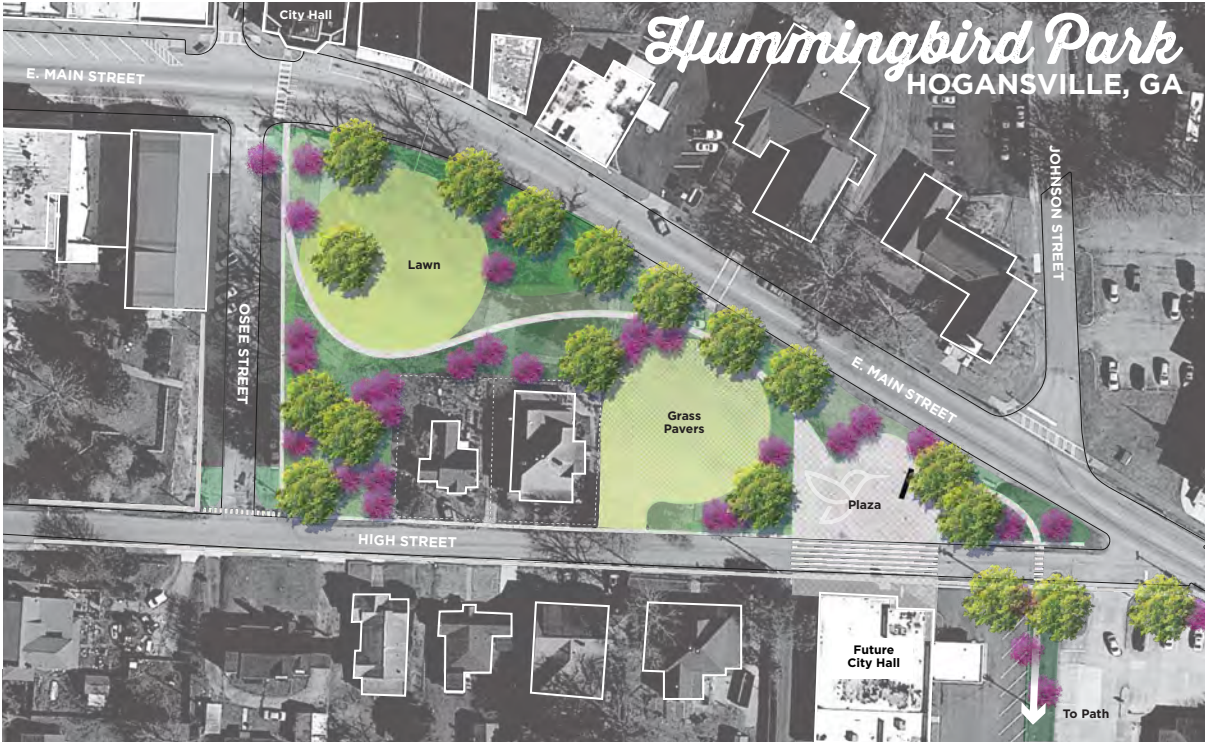 Hummingbird Park
HOGANSVILLE, GA
City Hall
E. MAIN STREET
JOHNSON STREET
Lawn
OSEE STREET
E. MAIN STREET
Grass
Pavers
Plaza
HIGH STREET
Future
City Hall
To Path